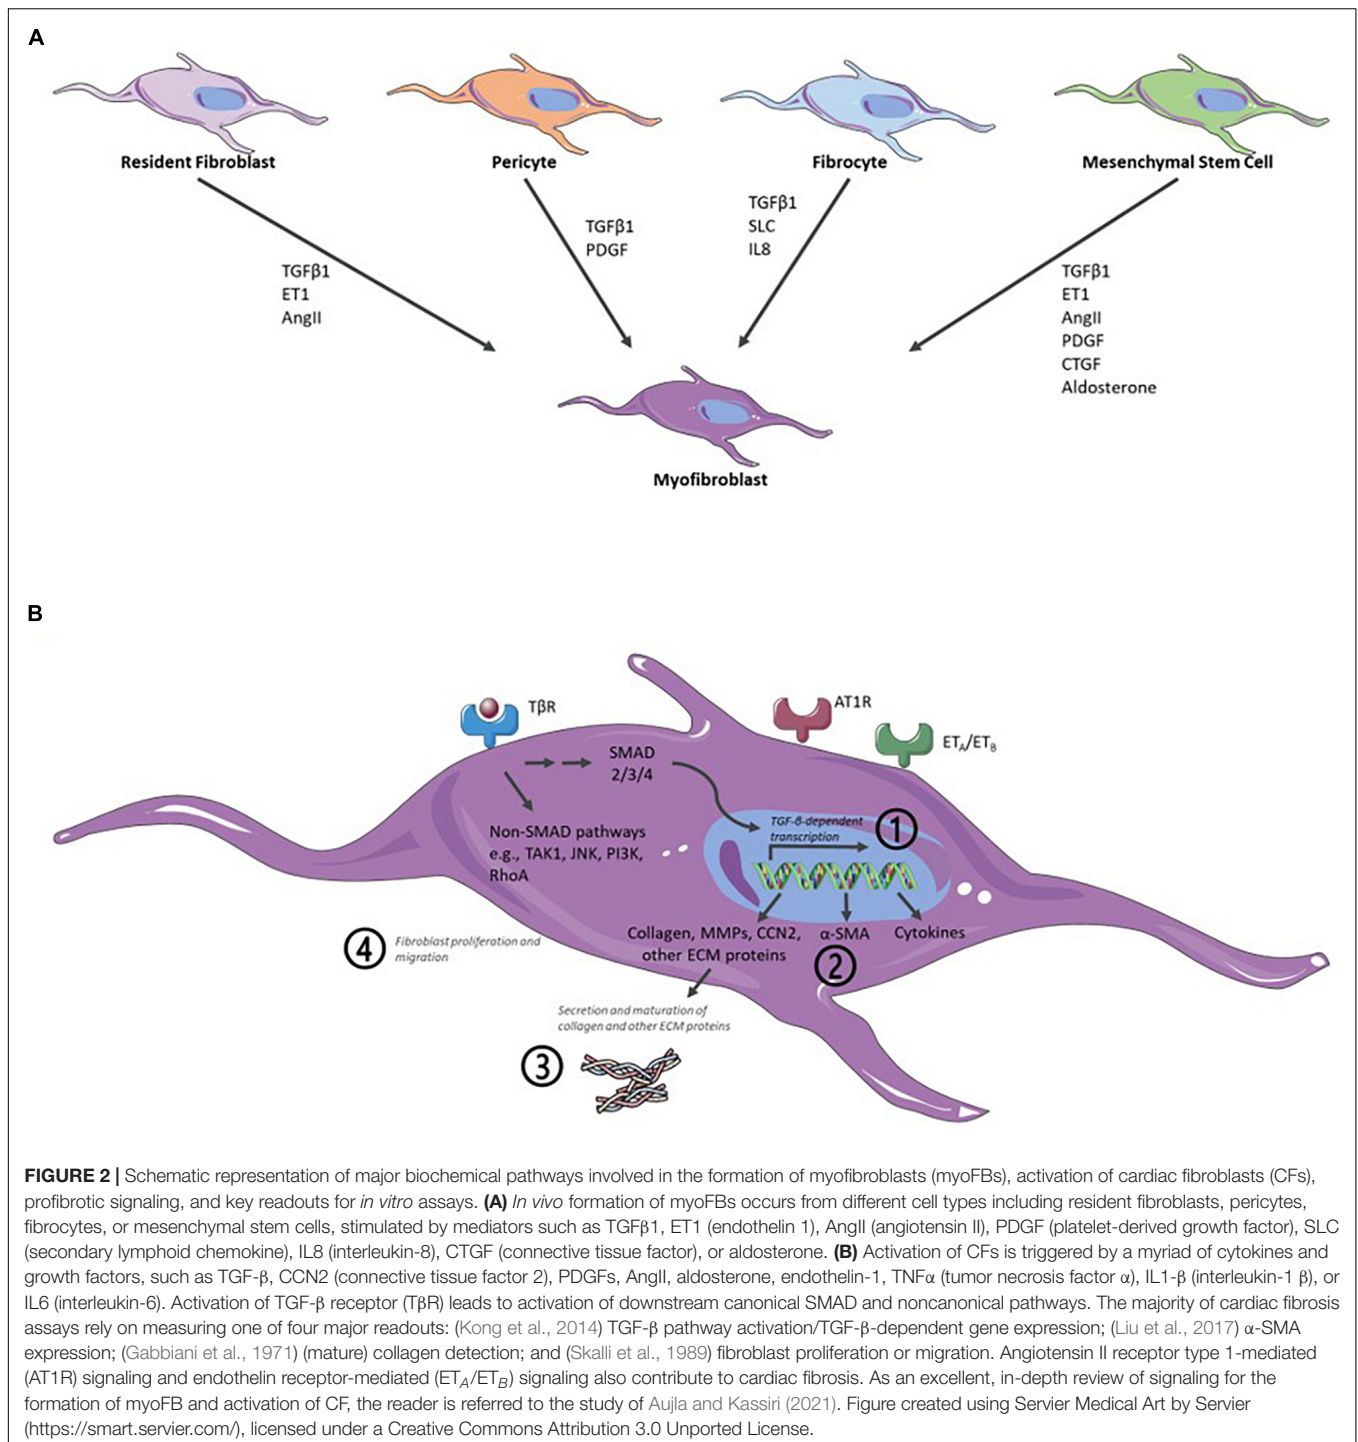 A
Resident Fibroblast
Pericyte
Fibrocyte
Mesenchymal Stem Cell
TGFβ1
ET1
AngII
TGFβ1
PDGF
TGFβ1
SLC
IL8
TGFβ1
ET1
AngII
PDGF
CTGF
Aldosterone
Myofibroblast
B
TβR
AT1R
ETA/ETB
SMAD
2/3/4
Non-SMAD pathways
e.g., TAK1, JNK, PI3K,
RhoA
TGF-β-dependent
transcription
1
Collagen, MMPs, CCN2,
other ECM proteins
α-SMA
Cytokines
2
4
Fibroblast proliferation and
migration
Secretion and maturation of
collagen and other ECM proteins
3
FIGURE 2 | Schematic representation of major biochemical pathways involved in the formation of myofibroblasts (myoFBs), activation of cardiac fibroblasts (CFs),
profibrotic signaling, and key readouts for in vitro assays. (A) In vivo formation of myoFBs occurs from different cell types including resident fibroblasts, pericytes,
fibrocytes, or mesenchymal stem cells, stimulated by mediators such as TGFβ1, ET1 (endothelin 1), AngII (angiotensin II), PDGF (platelet-derived growth factor), SLC
(secondary lymphoid chemokine), IL8 (interleukin-8), CTGF (connective tissue factor), or aldosterone. (B) Activation of CFs is triggered by a myriad of cytokines and
growth factors, such as TGF-β, CCN2 (connective tissue factor 2), PDGFs, AngII, aldosterone, endothelin-1, TNFα (tumor necrosis factor α), IL1-β (interleukin-1 β), or
IL6 (interleukin-6). Activation of TGF-β receptor (TβR) leads to activation of downstream canonical SMAD and noncanonical pathways. The majority of cardiac fibrosis
assays rely on measuring one of four major readouts: (Kong et al., 2014) TGF-β pathway activation/TGF-β-dependent gene expression; (Liu et al., 2017) α-SMA
expression; (Gabbiani et al., 1971) (mature) collagen detection; and (Skalli et al., 1989) fibroblast proliferation or migration. Angiotensin II receptor type 1-mediated
(AT1R) signaling and endothelin receptor-mediated (ETA/ETB) signaling also contribute to cardiac fibrosis. As an excellent, in-depth review of signaling for the
formation of myoFB and activation of CF, the reader is referred to the study of Aujla and Kassiri (2021). Figure created using Servier Medical Art by Servier
(https://smart.servier.com/), licensed under a Creative Commons Attribution 3.0 Unported License.